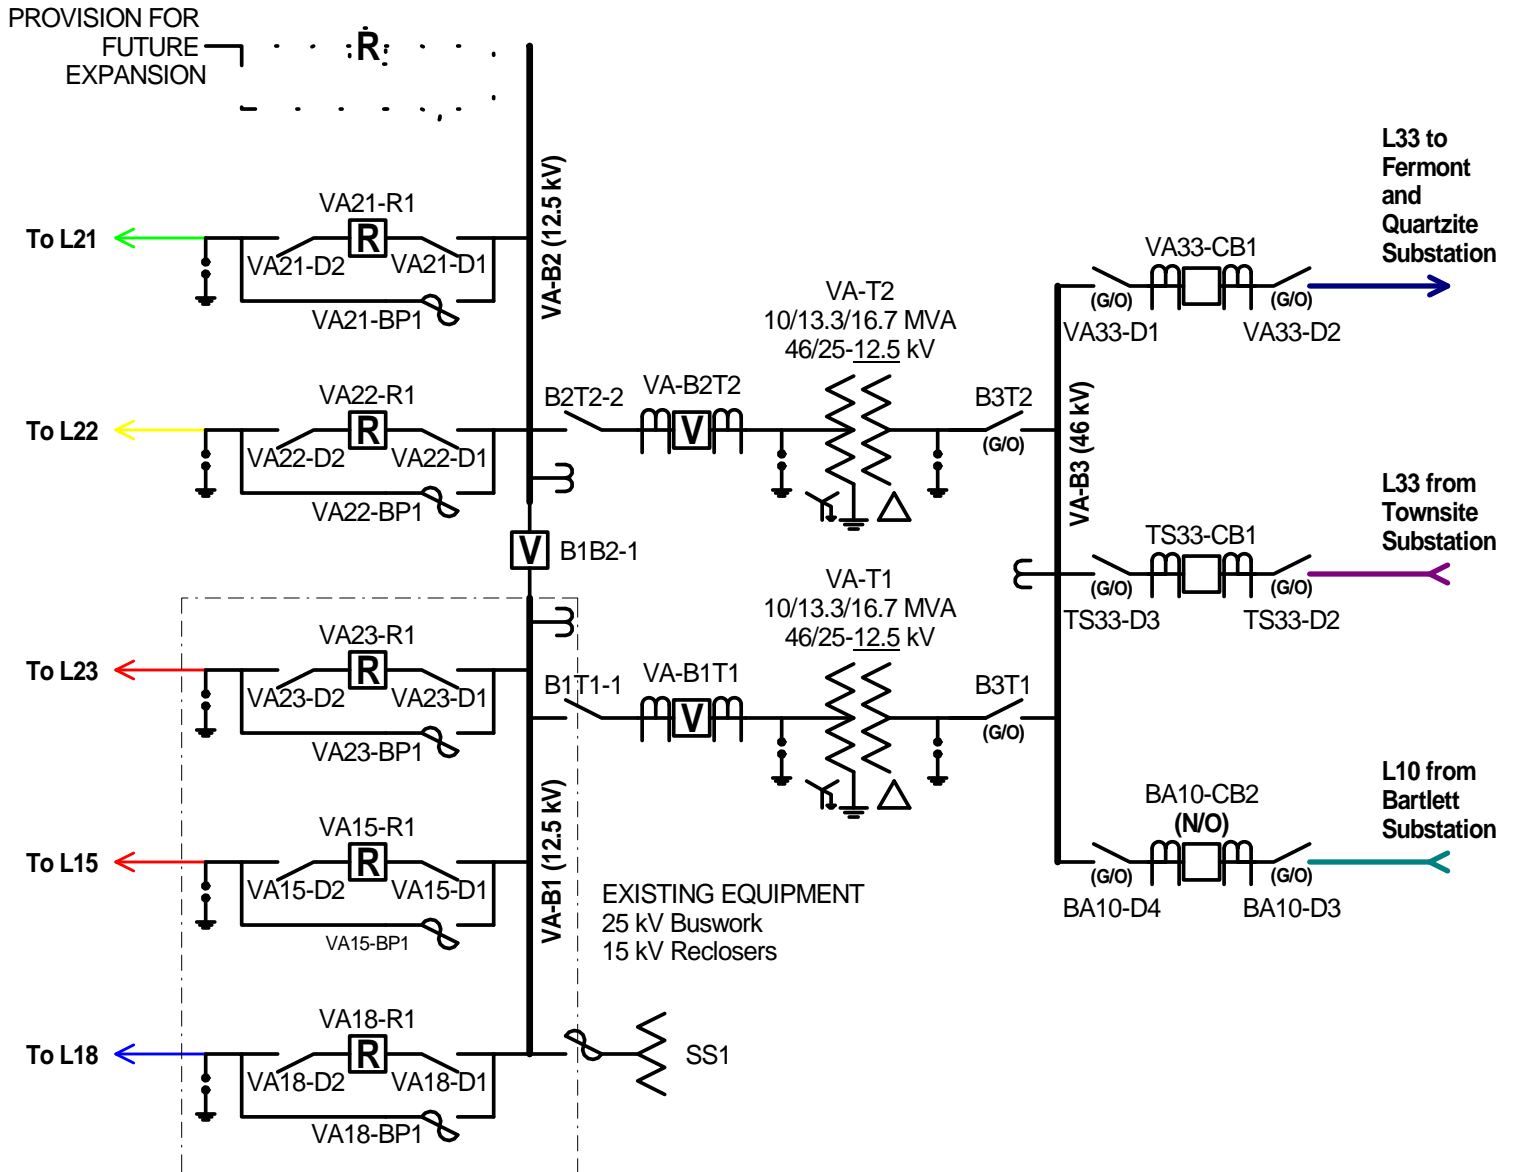 PROVISION FOR
FUTURE
EXPANSION
R
VA-B2 (12.5 kV)
L33 to
Fermont
and
Quartzite
Substation
VA21-R1
To L21
R
VA21-D2
VA21-D1
VA21-BP1
VA33-CB1
(G/O)
(G/O)
VA33-D1
VA33-D2
VA-T2
10/13.3/16.7 MVA
46/25-12.5 kV
VA22-R1
To L22
R
VA22-D2
VA22-D1
VA22-BP1
B2T2-2
VA-B2T2
V
B3T2
(G/O)
VA-B3 (46 kV)
L33 from
Townsite
Substation
V
B1B2-1
TS33-CB1
(G/O)
(G/O)
TS33-D3
TS33-D2
VA-T1
10/13.3/16.7 MVA
46/25-12.5 kV
VA23-R1
To L23
R
VA23-D2
VA23-D1
VA23-BP1
B1T1-1
VA-B1T1
V
B3T1
(G/O)
L10 from
Bartlett
Substation
BA10-CB2
(N/O)
(G/O)
(G/O)
BA10-D4
BA10-D3
VA-B1 (12.5 kV)
VA15-R1
To L15
R
VA15-D2
VA15-D1
VA15-BP1
EXISTING EQUIPMENT
25 kV Buswork
15 kV Reclosers
VA18-R1
To L18
R
VA18-D2
VA18-D1
VA18-BP1
SS1